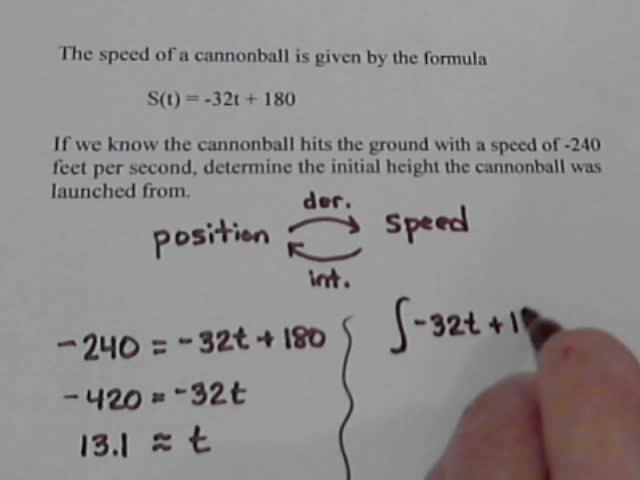 The speed of a cannonball is given by the formula
S(t) = -32t + 180
If we know the cannonball hits the ground with a speed of -240
feet per second, determine the initial height the cannonball was
launched from.
der.
position speed
int.
-240 = -32t + 180
-420 = -32t
13.1 ≈ t
∫ -32t + 1